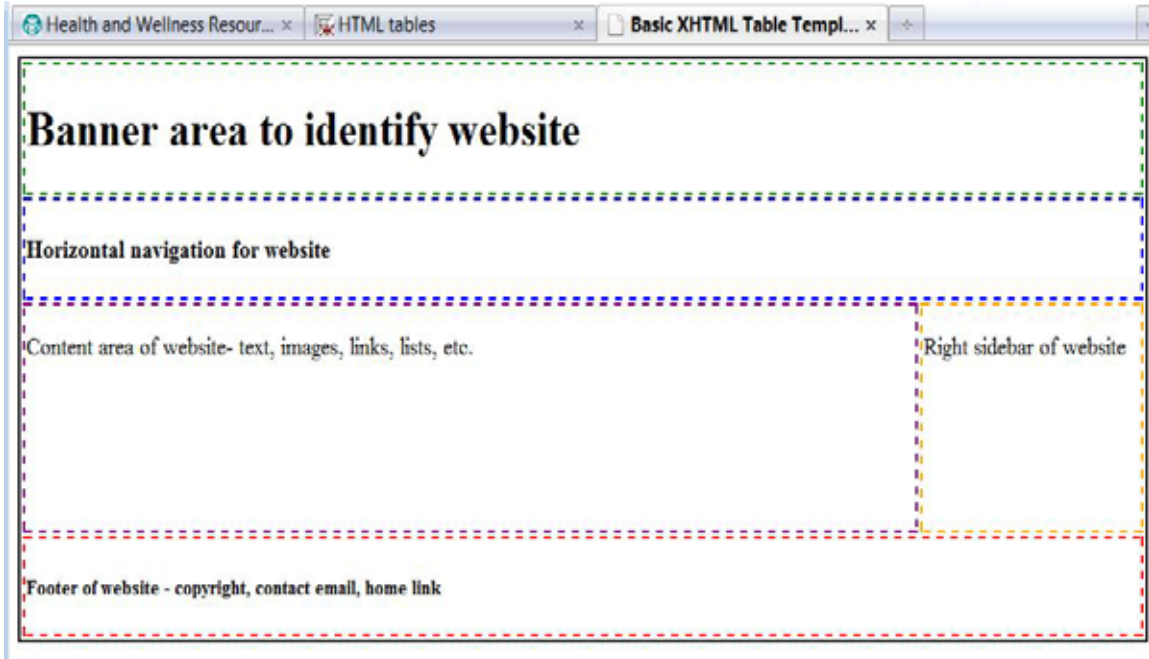 Health and Wellness Resour... × HTML tables × Basic XHTML Table Templ... ×
Banner area to identify website
Horizontal navigation for website
Content area of website- text, images, links, lists, etc.
Right sidebar of website
Footer of website - copyright, contact email, home link